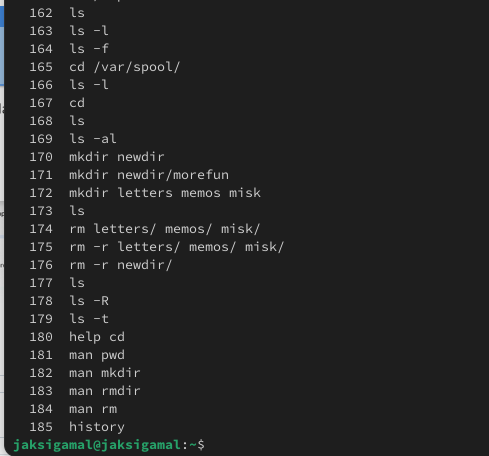 162 ls
163 ls -l
164 ls -f
165 cd /var/spool/
166 ls -l
167 cd
168 ls
169 ls -al
170 mkdir newdir
171 mkdir newdir/morefun
172 mkdir letters memos misk
173 ls
174 rm letters/ memos/ misk/
175 rm -r letters/ memos/ misk/
176 rm -r newdir/
177 ls
178 ls -R
179 ls -t
180 help cd
181 man pwd
182 man mkdir
183 man rmdir
184 man rm
185 history
jaksigamal@jaksigamal:~$